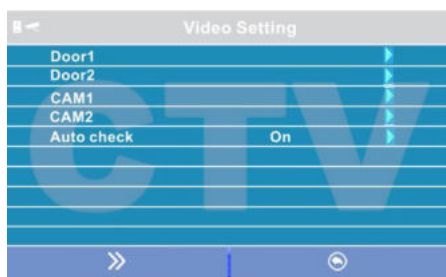 Video Setting
Door1
Door2
CAM1
CAM2
Auto check On
CTV